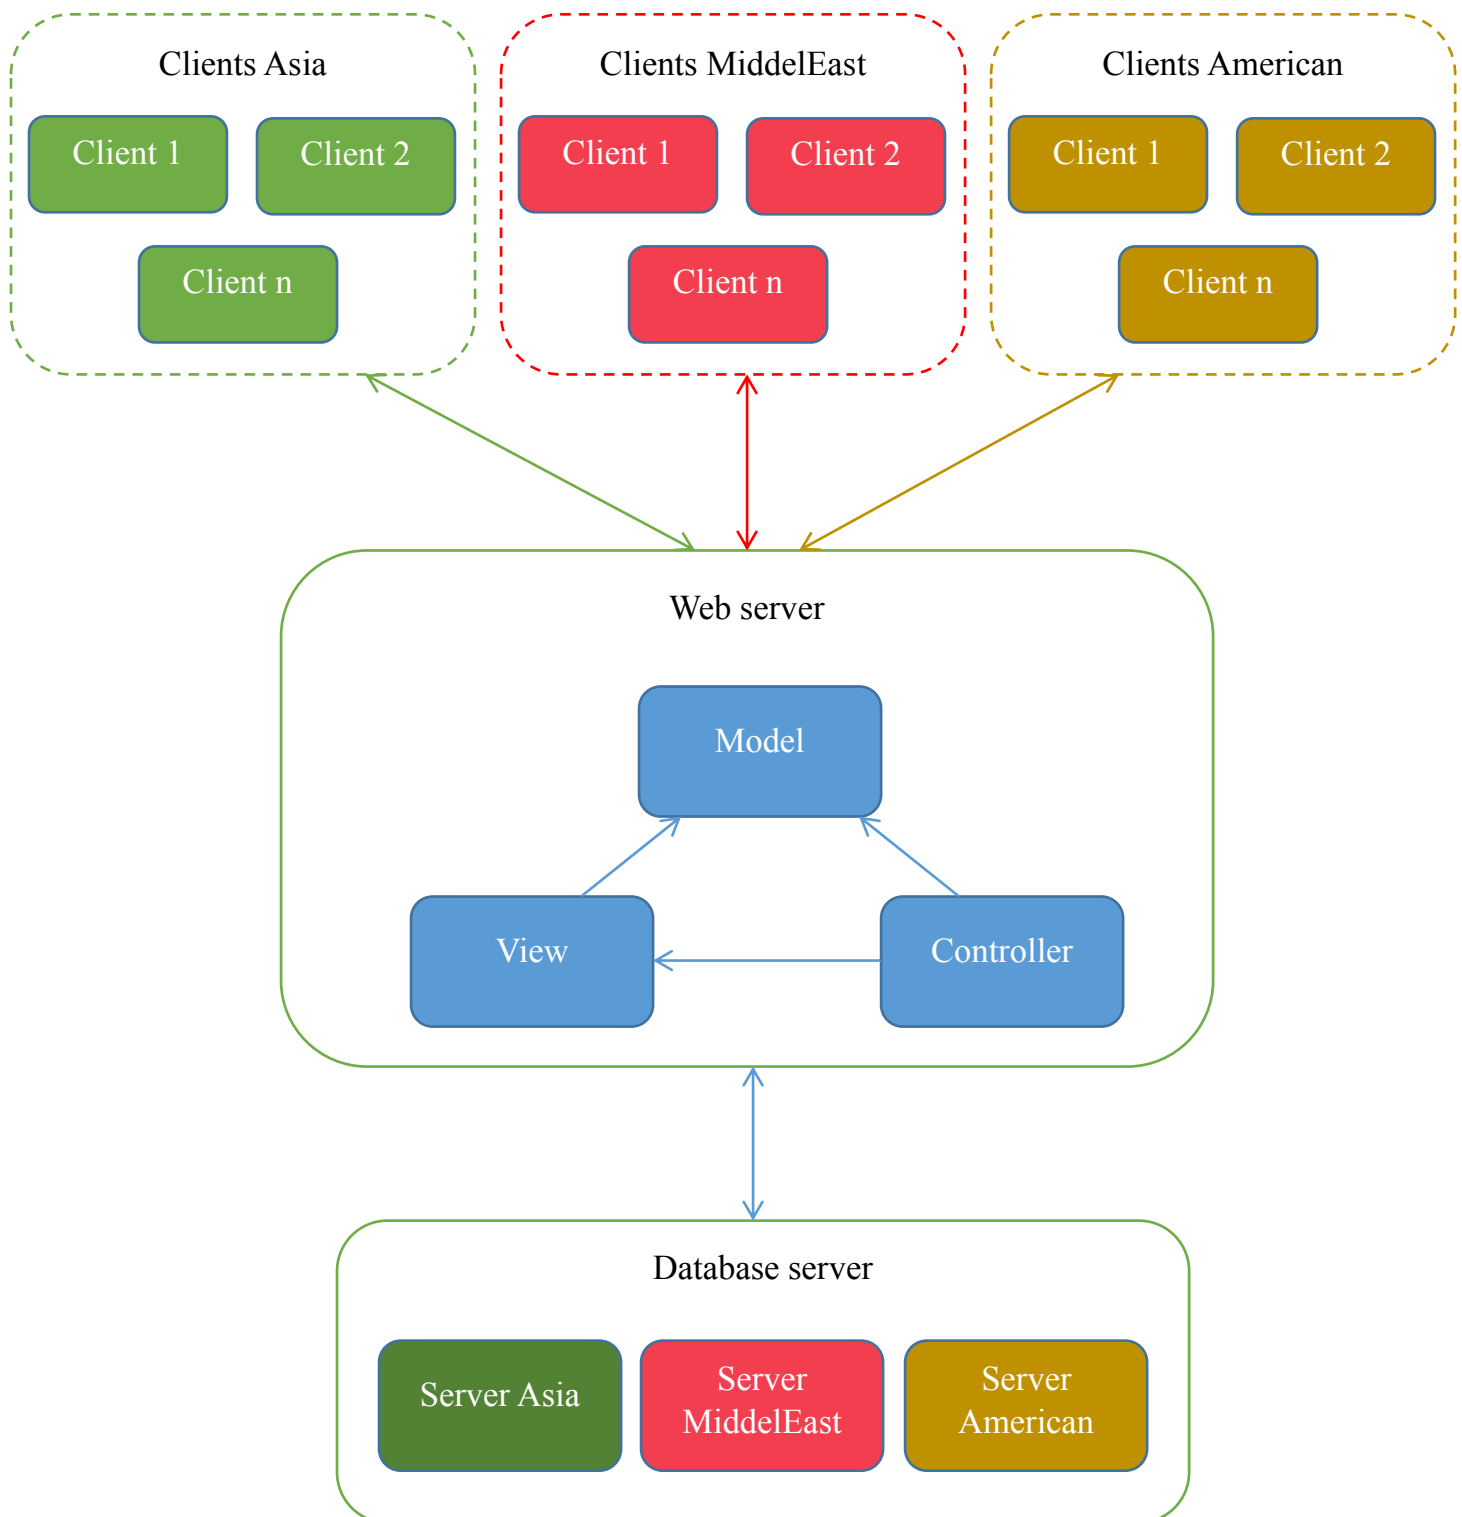 Clients Asia
Client 1
Client 2
Client n
Clients MiddelEast
Client 1
Client 2
Client n
Clients American
Client 1
Client 2
Client n
Web server
Model
View
Controller
Database server
Server Asia
Server
MiddelEast
Server
American